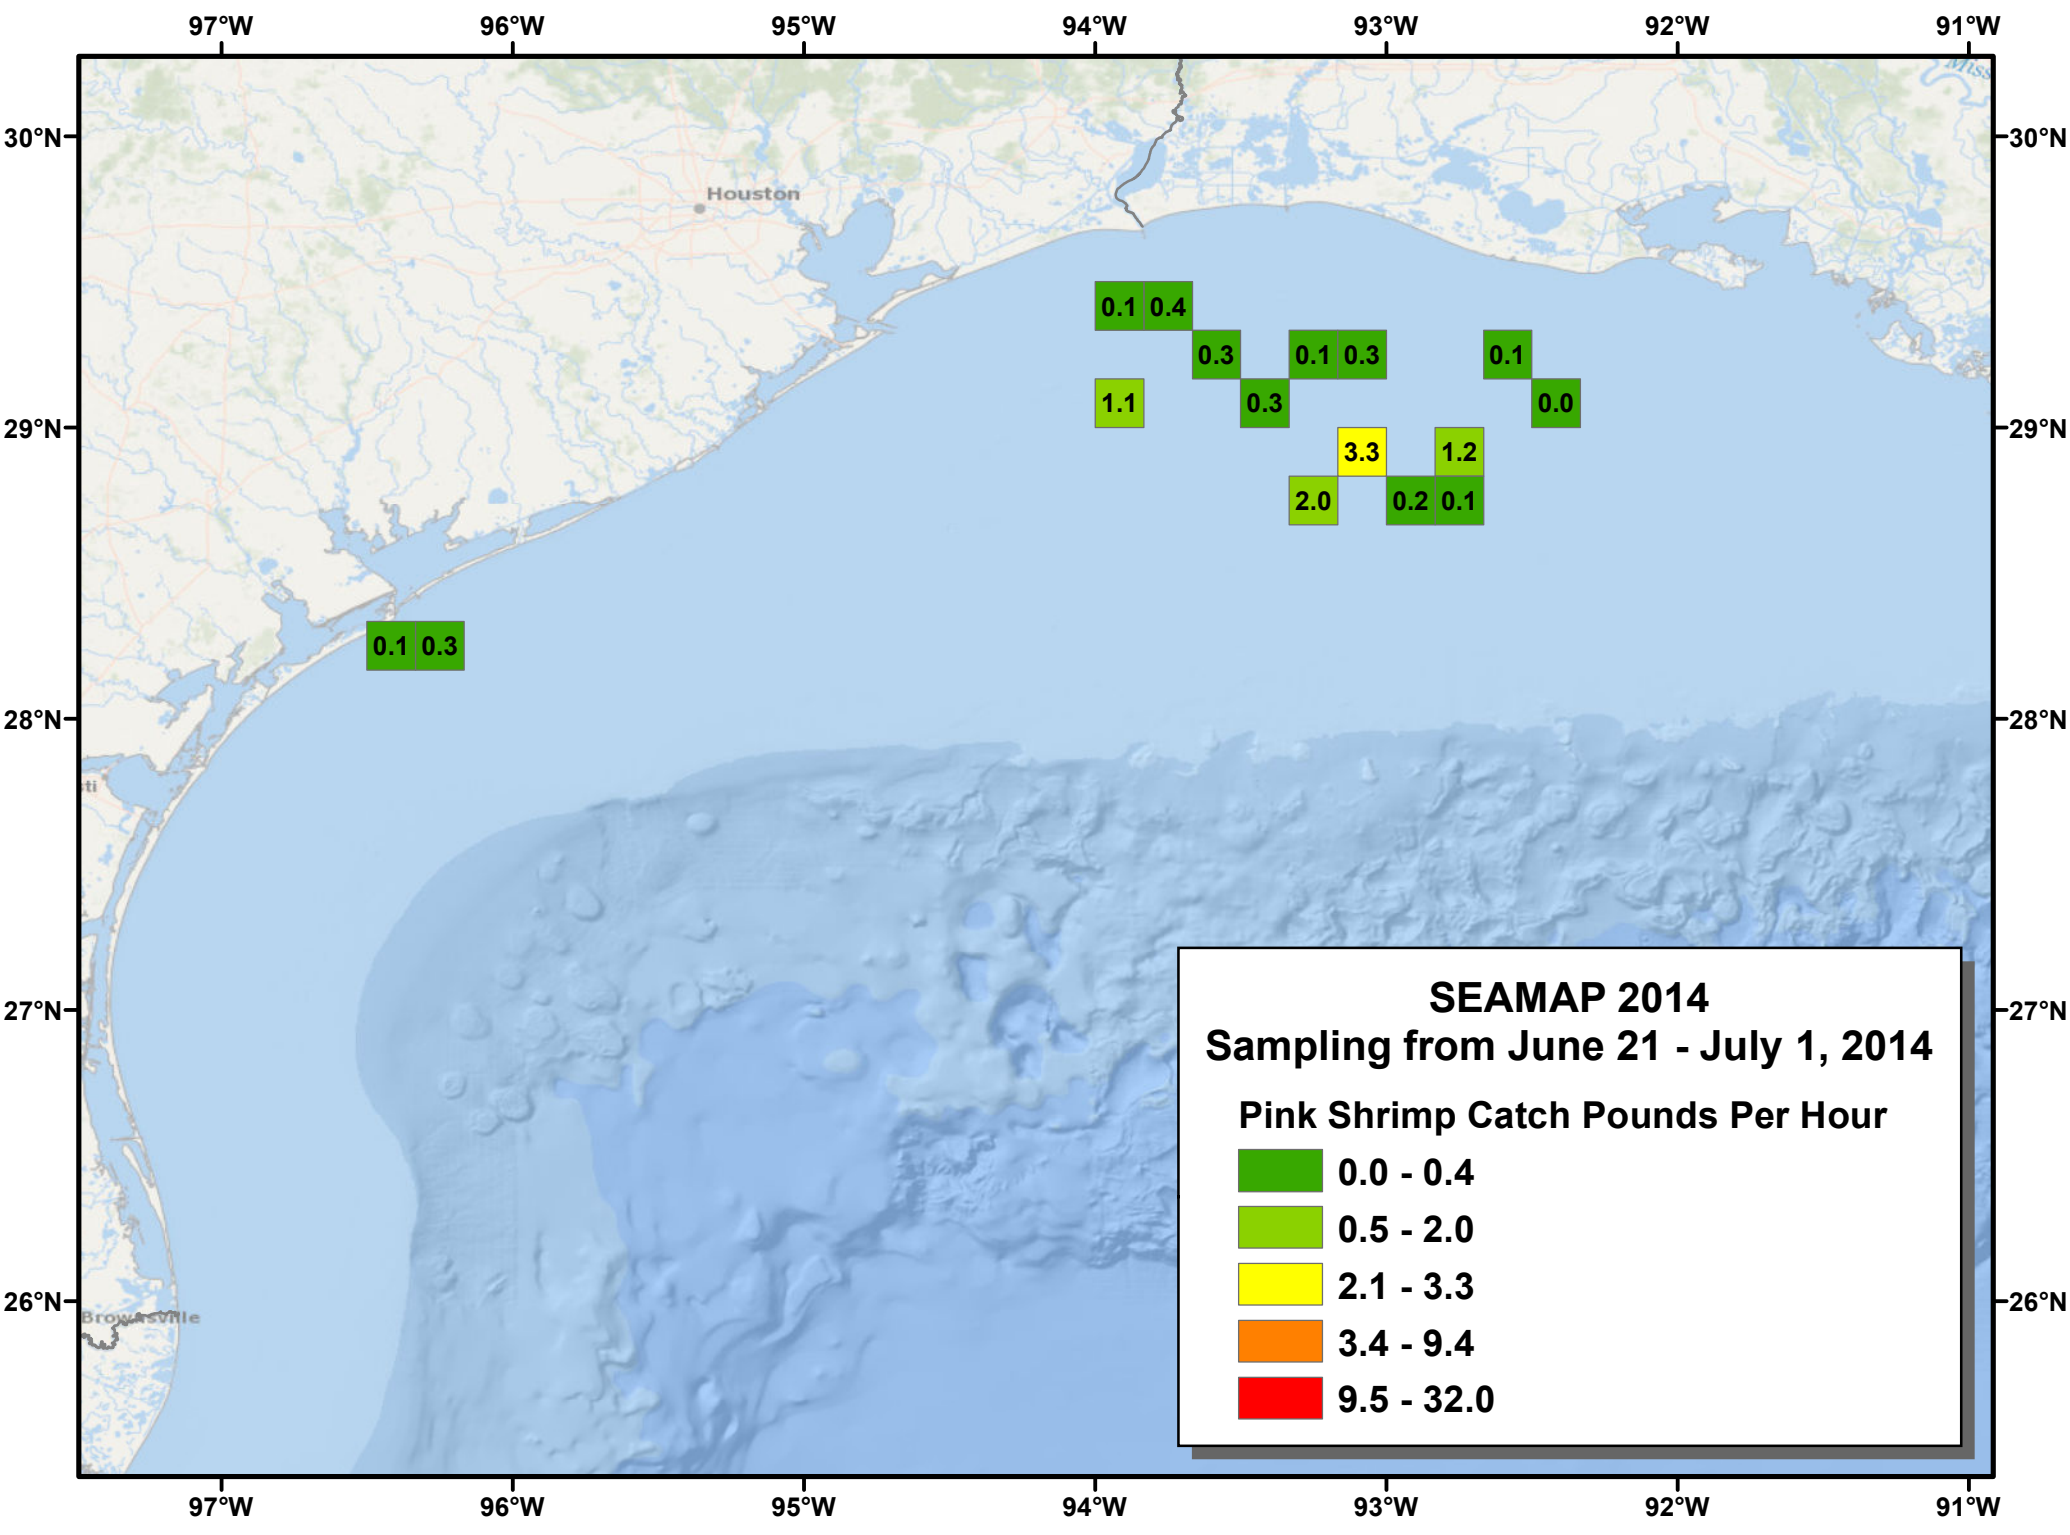 97°W 96°W 95°W 94°W 93°W 92°W 91°W
Miss
30°N 30°N
Houston
0.1 0.4
0.3 0.1 0.3 0.1
1.1 0.3 0.0
29°N 29°N
3.3 1.2
2.0 0.2 0.1
0.1 0.3
28°N 28°N
ti
27°N 27°N
SEAMAP 2014
Sampling from June 21 - July 1, 2014
Pink Shrimp Catch Pounds Per Hour
0.0 - 0.4
0.5 - 2.0
2.1 - 3.3
3.4 - 9.4
9.5 - 32.0
26°N 26°N
Brownsville
97°W 96°W 95°W 94°W 93°W 92°W 91°W